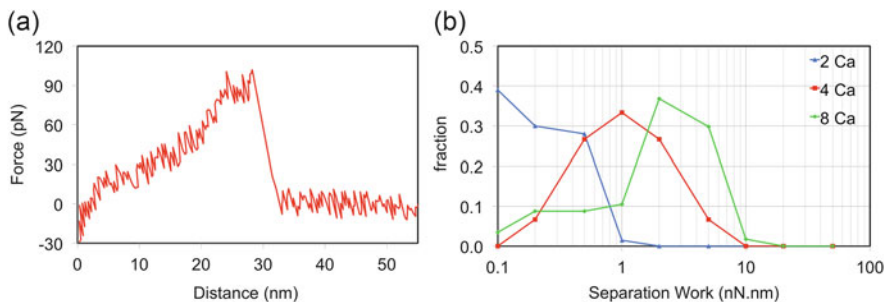 (a)
120
90
60
30
0
-30
Force (pN)
0 10 20 30 40 50
Distance (nm)
(b)
0.5
0.4
0.3
0.2
0.1
0.0
fraction
2 Ca
4 Ca
8 Ca
0.1 1 10 100
Separation Work (nN.nm)